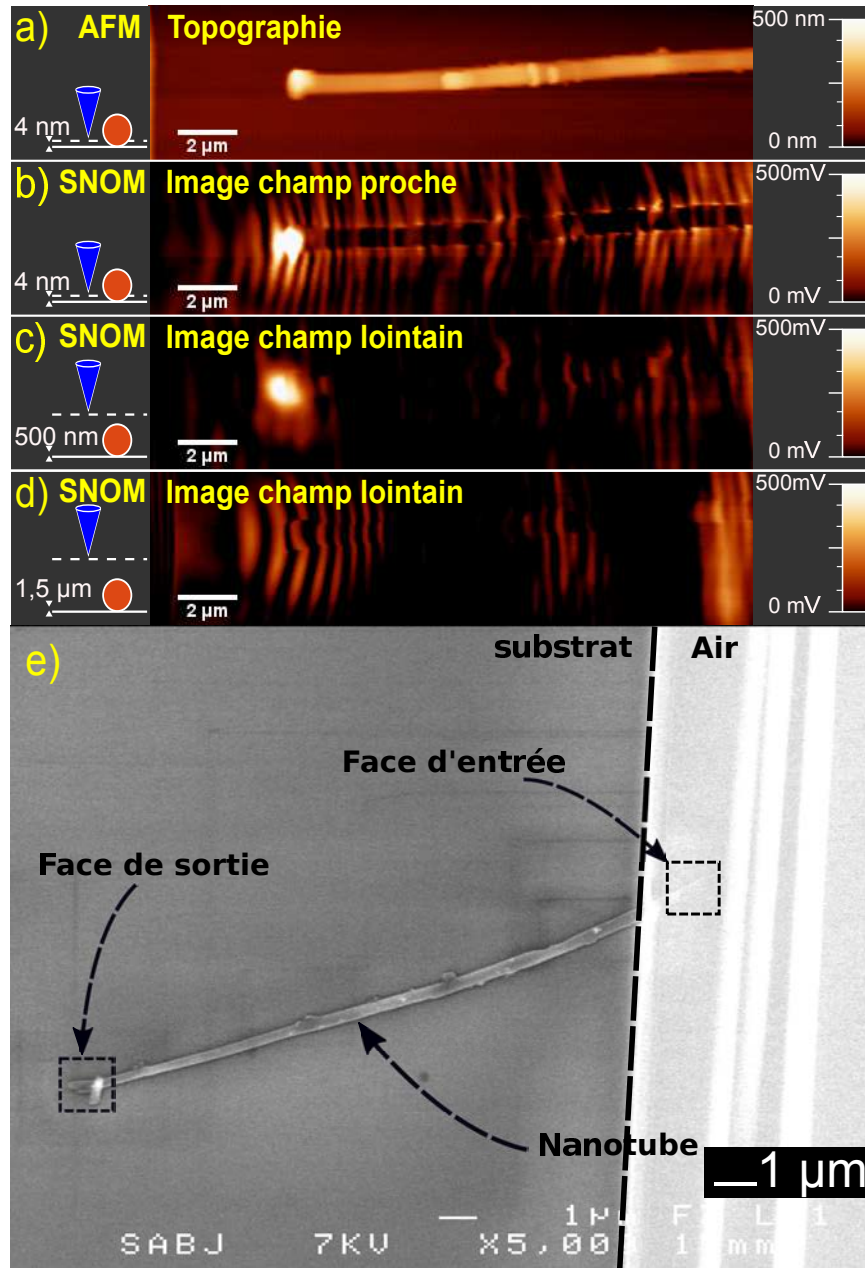 a) AFM Topographie
500 nm
4 nm
2 µm
0 nm
b) SNOM Image champ proche
500mV
4 nm
2 µm
0 mV
c) SNOM Image champ lointain
500mV
500 nm
2 µm
0 mV
d) SNOM Image champ lointain
500mV
1,5 µm
2 µm
0 mV
e)
substrat Air
Face d'entrée
Face de sortie
Nanotube
1 µm
SABJ 7KV X5,00